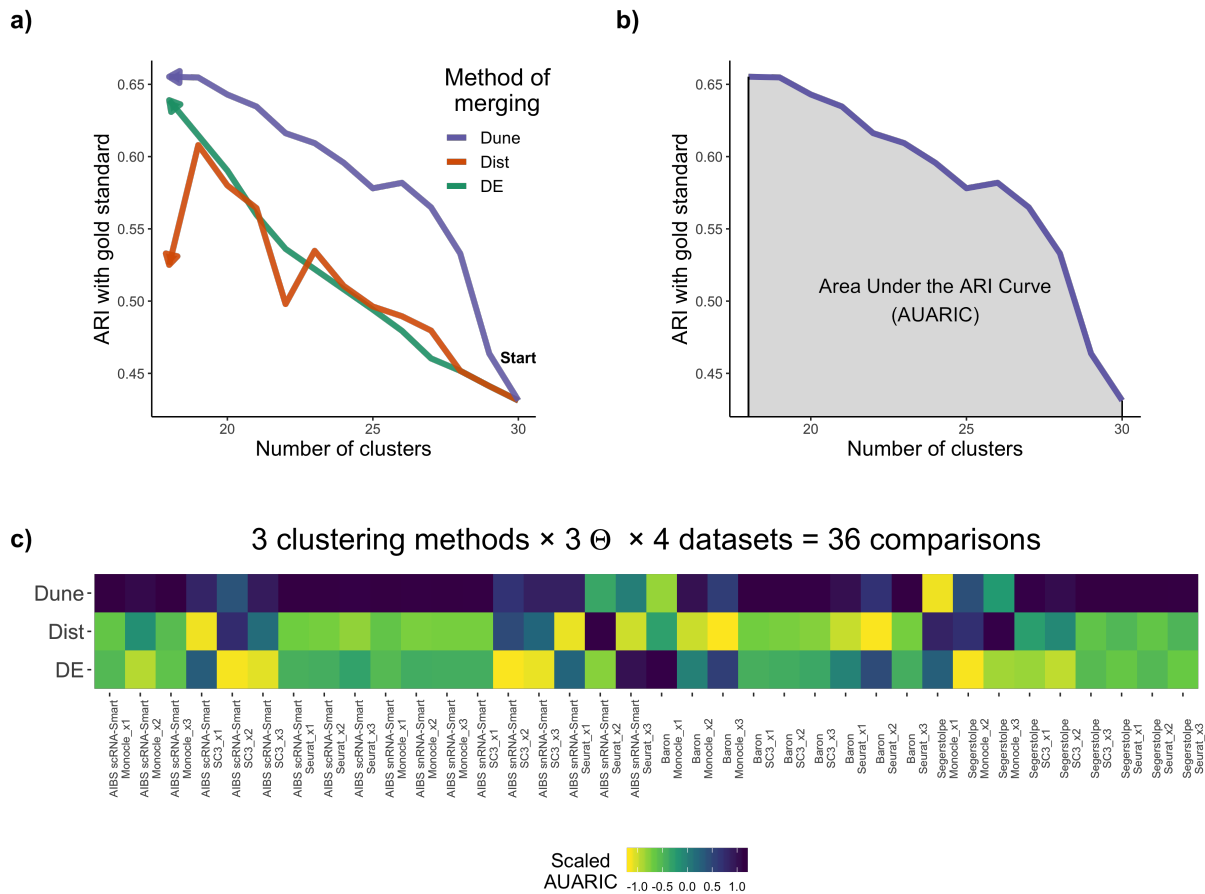 a)
ARI with gold standard
0.65
0.60
0.55
0.50
0.45
20
25
30
Number of clusters
Method of
merging
Dune
Dist
DE
Start
b)
ARI with gold standard
0.65
0.60
0.55
0.50
0.45
20
25
30
Number of clusters
Area Under the ARI Curve
(AUARIC)
c)
3 clustering methods × 3 Θ × 4 datasets = 36 comparisons
Dune
Dist
DE
AIBS scRNA-Smart
Monocle_x1
AIBS scRNA-Smart
Monocle_x2
AIBS scRNA-Smart
Monocle_x3
AIBS scRNA-Smart
SC3_x1
AIBS scRNA-Smart
SC3_x2
AIBS scRNA-Smart
SC3_x3
AIBS scRNA-Smart
Seurat_x1
AIBS scRNA-Smart
Seurat_x2
AIBS scRNA-Smart
Seurat_x3
AIBS snRNA-Smart
Monocle_x1
AIBS snRNA-Smart
Monocle_x2
AIBS snRNA-Smart
Monocle_x3
AIBS snRNA-Smart
SC3_x1
AIBS snRNA-Smart
SC3_x2
AIBS snRNA-Smart
SC3_x3
AIBS snRNA-Smart
Seurat_x1
AIBS snRNA-Smart
Seurat_x2
AIBS snRNA-Smart
Seurat_x3
Baron
Monocle_x1
Baron
Monocle_x2
Baron
Monocle_x3
Baron
SC3_x1
Baron
SC3_x2
Baron
SC3_x3
Baron
Seurat_x1
Baron
Seurat_x2
Baron
Seurat_x3
Segerstolpe
Monocle_x1
Segerstolpe
Monocle_x2
Segerstolpe
Monocle_x3
Segerstolpe
SC3_x1
Segerstolpe
SC3_x2
Segerstolpe
SC3_x3
Segerstolpe
Seurat_x1
Segerstolpe
Seurat_x2
Segerstolpe
Seurat_x3
Scaled
AUARIC
-1.0 -0.5 0.0 0.5 1.0